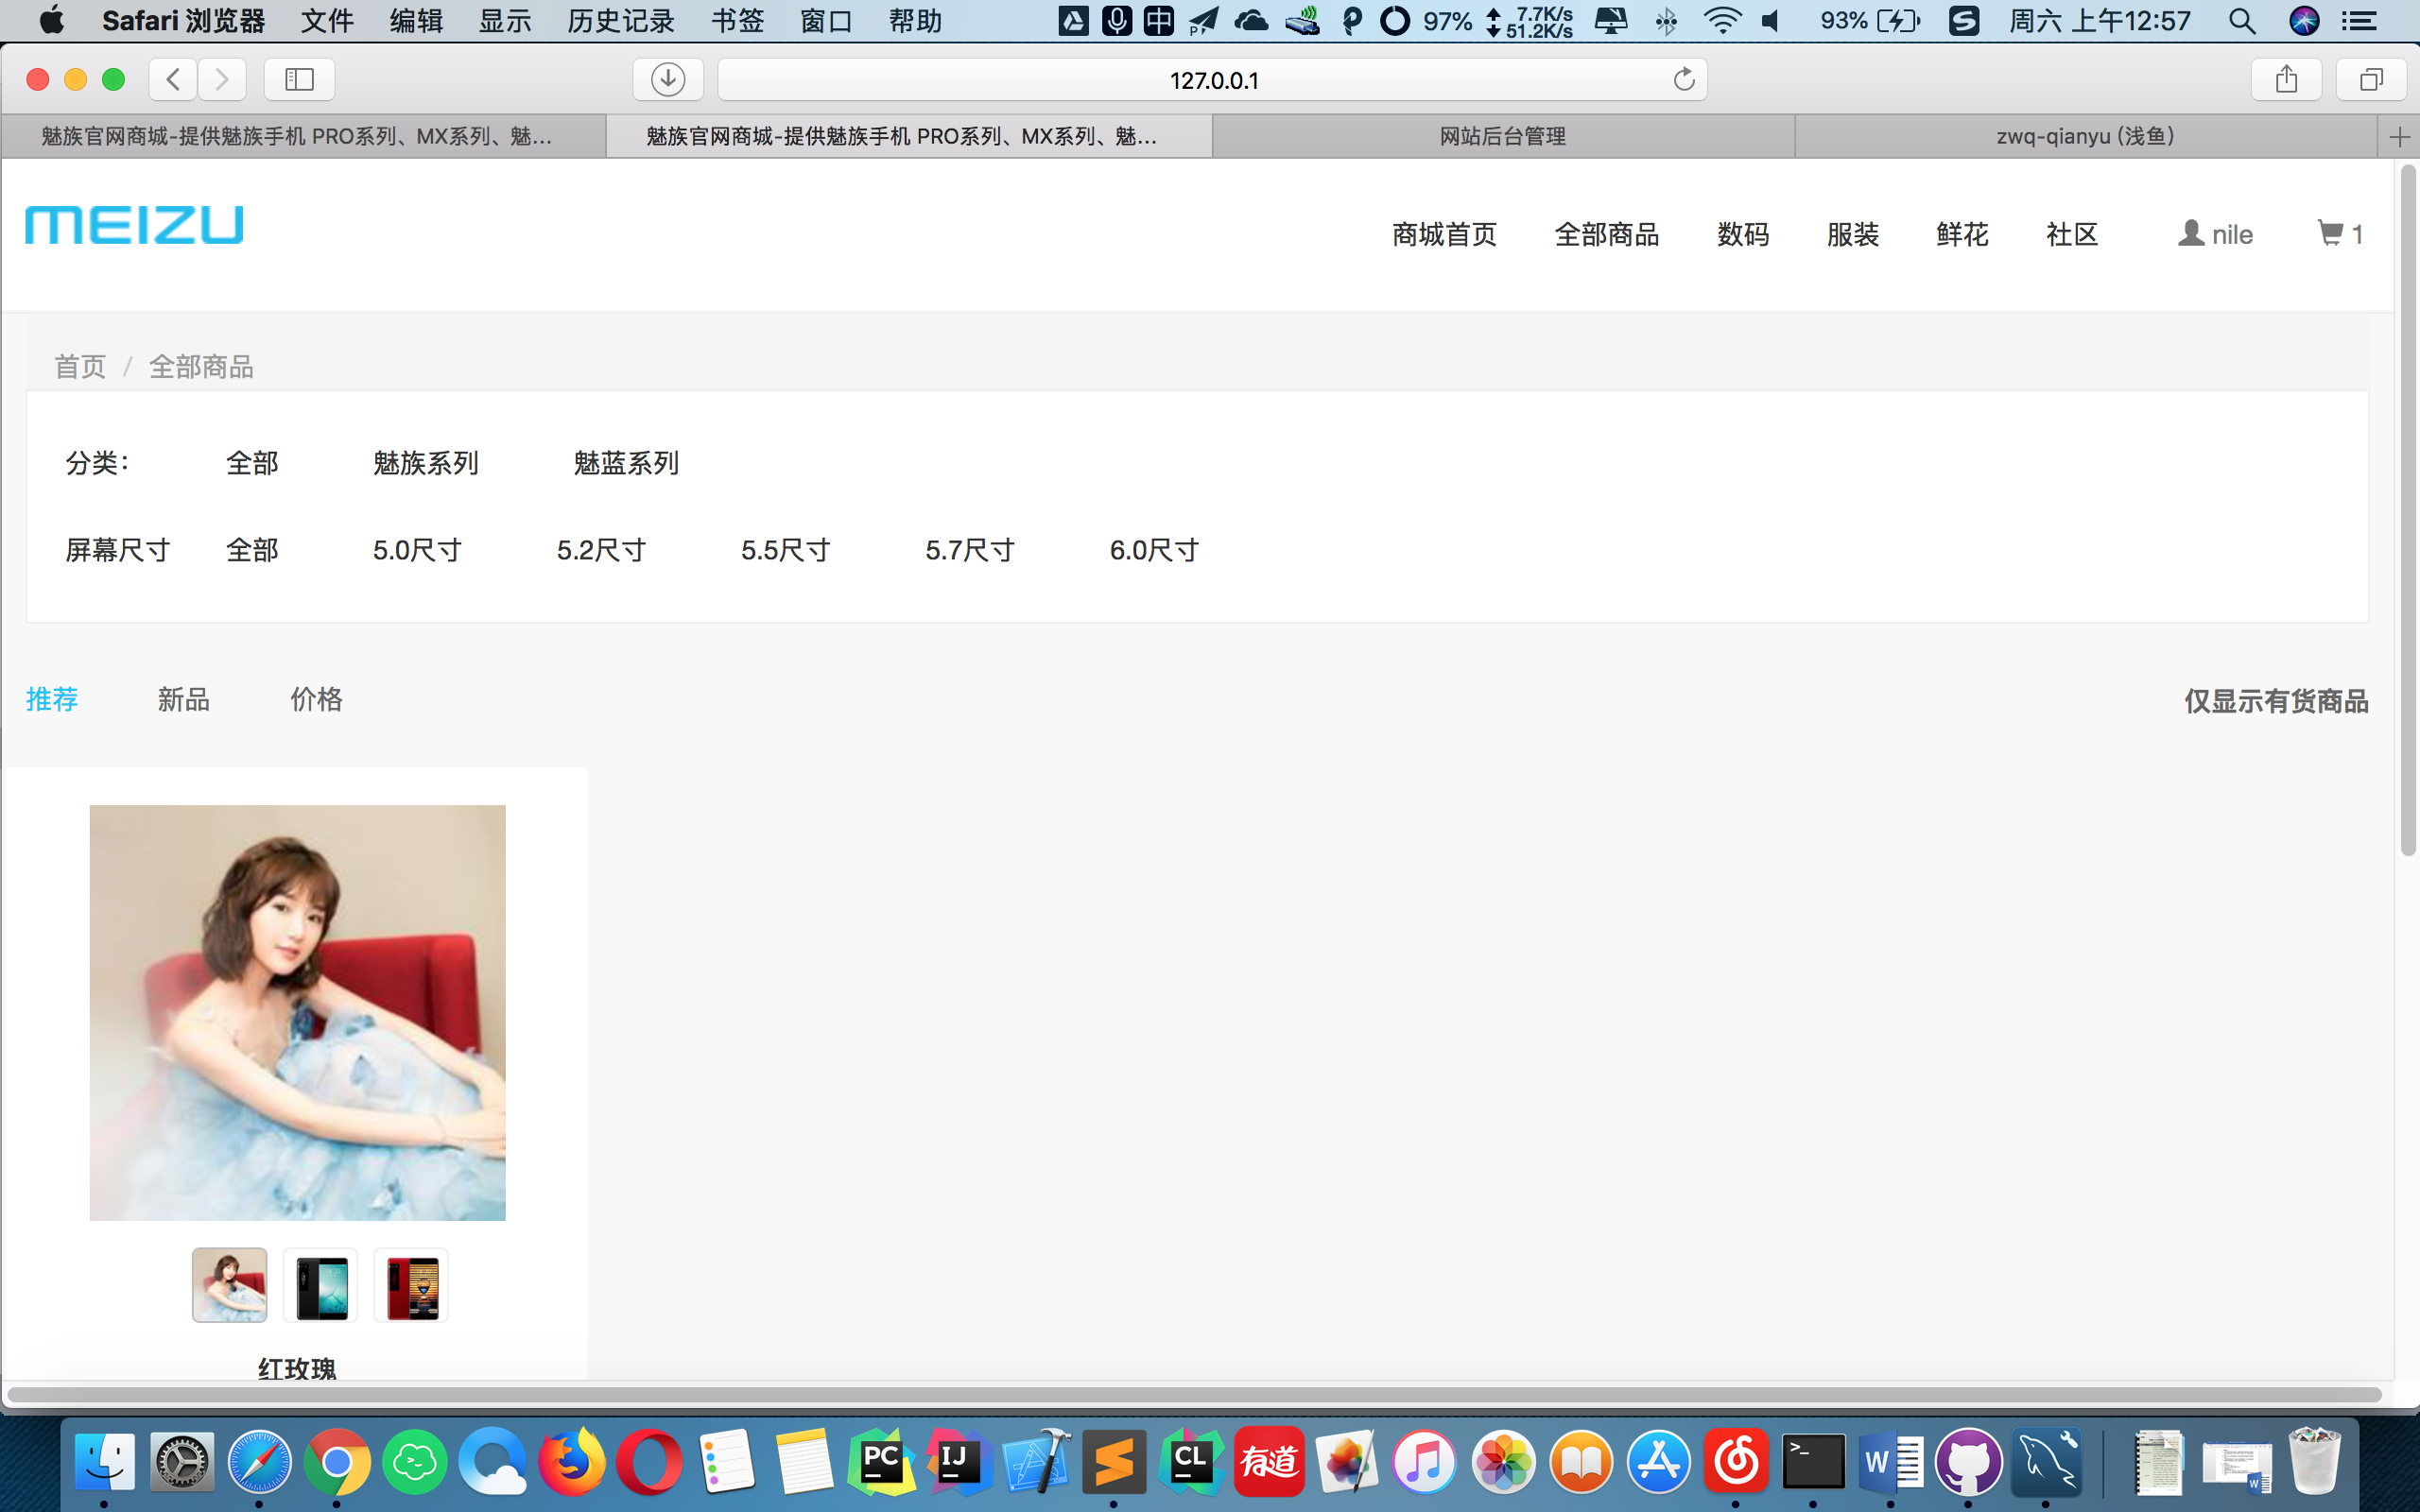 Safari 浏览器 文件 编辑 显示 历史记录 书签 窗口 帮助 中 97% 7.7K/s 51.2K/s 93% 周六 上午12:57
127.0.0.1
魅族官网商城-提供魅族手机 PRO系列、MX系列、魅... 魅族官网商城-提供魅族手机 PRO系列、MX系列、魅... 网站后台管理 zwq-qianyu (浅鱼)
MEIZU 商城首页 全部商品 数码 服装 鲜花 社区 nile 1
首页 / 全部商品
分类： 全部 魅族系列 魅蓝系列
屏幕尺寸 全部 5.0尺寸 5.2尺寸 5.5尺寸 5.7尺寸 6.0尺寸
推荐 新品 价格 仅显示有货商品
红玫瑰
PC IJ CL 有道 >_ W